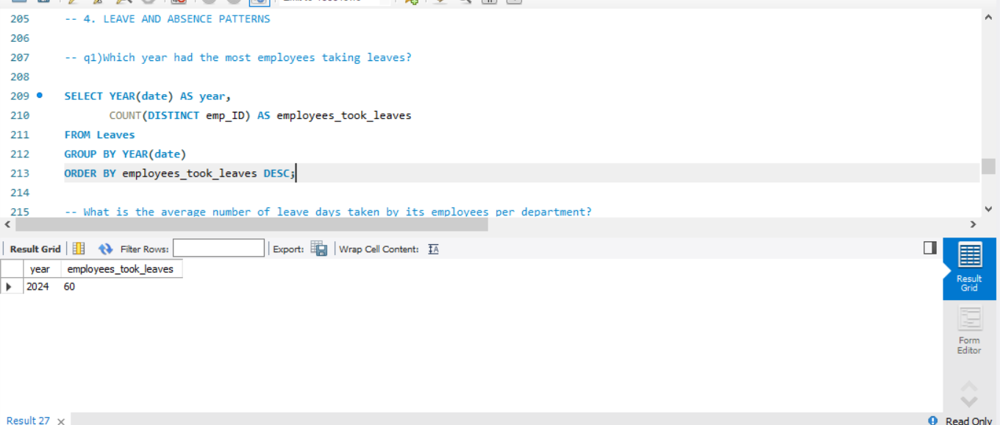 205 -- 4. LEAVE AND ABSENCE PATTERNS
206
207 -- q1)Which year had the most employees taking leaves?
208
209 SELECT YEAR(date) AS year,
210 COUNT(DISTINCT emp_ID) AS employees_took_leaves
211 FROM Leaves
212 GROUP BY YEAR(date)
213 ORDER BY employees_took_leaves DESC;
214
215 -- What is the average number of leave days taken by its employees per department?
Result Grid Filter Rows: Export: Wrap Cell Content:
year employees_took_leaves
2024 60
Result
Grid
Form
Editor
Result 27 Read Only